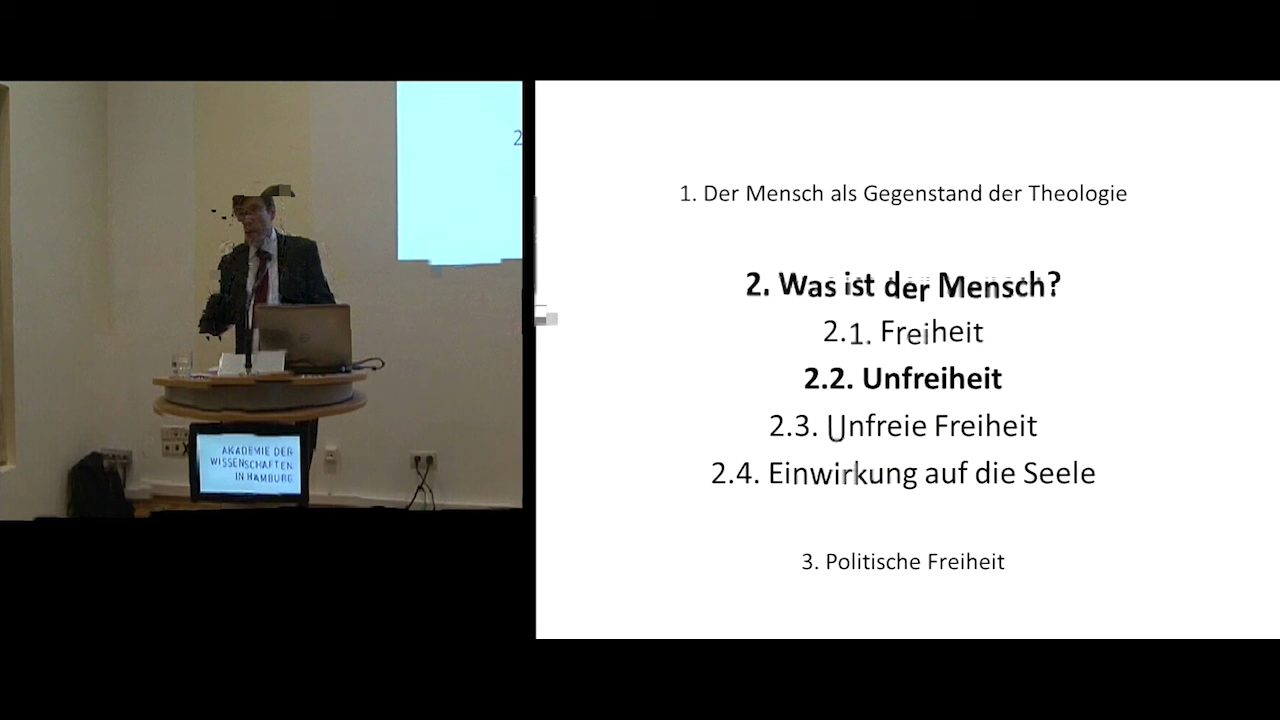 2
AKADEMIE DER
WISSENSCHAFTEN
IN HAMBURG
1. Der Mensch als Gegenstand der Theologie
2. Was ist der Mensch?
2.1. Freiheit
2.2. Unfreiheit
2.3. Unfreie Freiheit
2.4. Einwirkung auf die Seele
3. Politische Freiheit